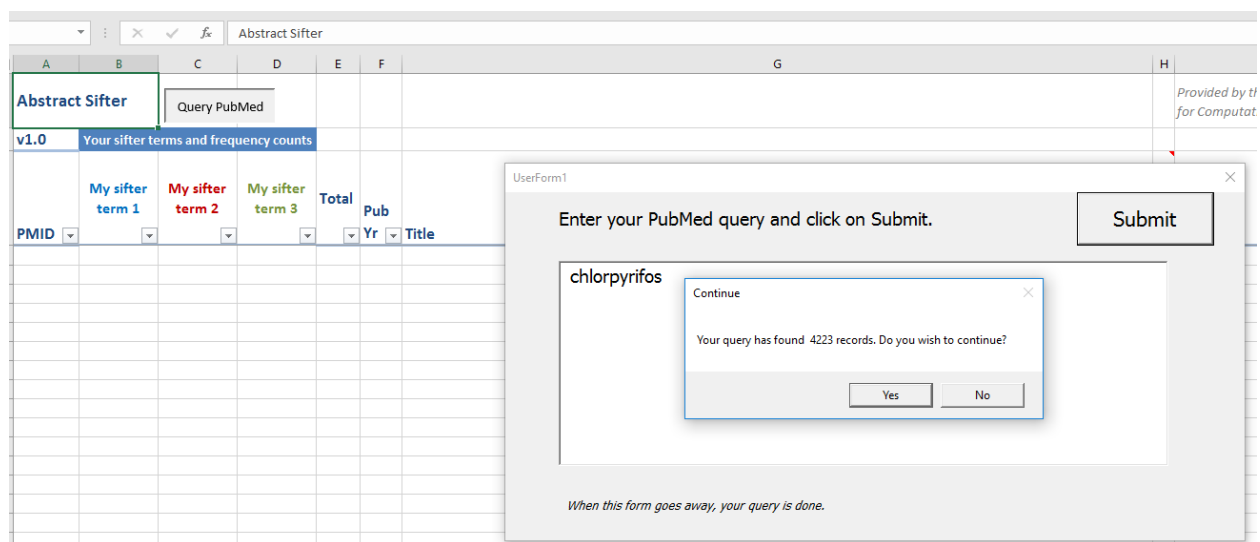 fx Abstract Sifter
A B C D E F G H
Abstract Sifter Query PubMed
Provided by th
for Computat
v1.0 Your sifter terms and frequency counts
My sifter term 1
My sifter term 2
My sifter term 3
Total
PMID
Pub Yr
Title
UserForm1
Enter your PubMed query and click on Submit.
Submit
chlorpyrifos
Continue
Your query has found 4223 records. Do you wish to continue?
Yes No
When this form goes away, your query is done.